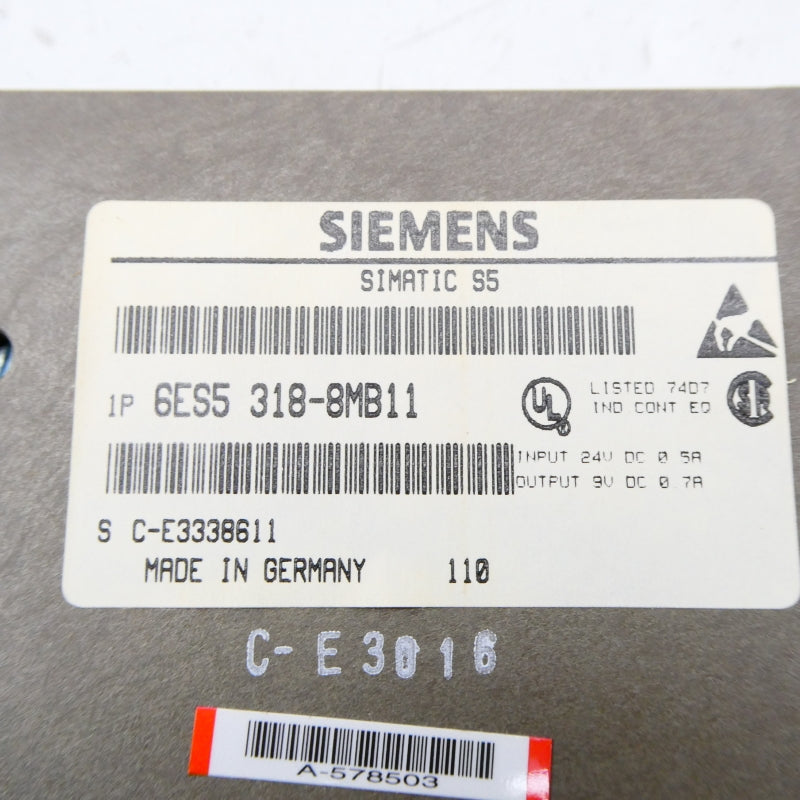 SIEMENS
SIMATIC S5
1P 6ES5 318-8MB11
UL
LISTED 74D7
IND CONT EQ
INPUT 24V DC 0.5A
OUTPUT 9V DC 0.7A
S C-E3338611
MADE IN GERMANY 110
C-E3016
A-578503